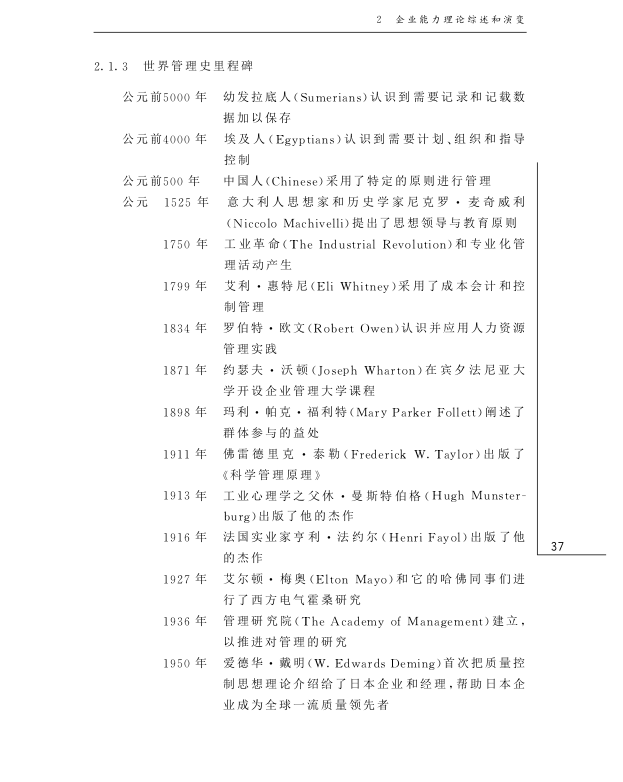 2 企业能力理论综述和演变
2.1.3 世界管理史里程碑
公元前5000 年 幼发拉底人(Sumerians)认识到需要记录和记载数
据加以保存
公元前4000 年 埃及人(Egyptians)认识到需要计划、组织和指导
控制
公元前500 年 中国人(Chinese)采用了特定的原则进行管理
公元 1525 年 意大利人思想家和历史学家尼克罗·麦奇威利
(Niccolo Machivelli)提出了思想领导与教育原则
1750 年 工业革命(The Industrial Revolution)和专业化管
理活动产生
1799 年 艾利·惠特尼(Eli Whitney)采用了成本会计和控
制管理
1834 年 罗伯特·欧文(Robert Owen)认识并应用人力资源
管理实践
1871 年 约瑟夫·沃顿(Joseph Wharton)在宾夕法尼亚大
学开设企业管理大学课程
1898 年 玛利·帕克·福利特(Mary Parker Follett)阐述了
群体参与的益处
1911 年 佛雷德里克·泰勒(Frederick W. Taylor)出版了
《科学管理原理》
1913 年 工业心理学之父休·曼斯特伯格(Hugh Munster-
burg)出版了他的杰作
1916 年 法国实业家亨利·法约尔(Henri Fayol)出版了他
的杰作
37
1927 年 艾尔顿·梅奥(Elton Mayo)和它的哈佛同事们进
行了西方电气霍桑研究
1936 年 管理研究院(The Academy of Management)建立,
以推进对管理的研究
1950 年 爱德华·戴明(W. Edwards Deming)首次把质量控
制思想理论介绍给了日本企业和经理,帮助日本企
业成为全球一流质量领先者